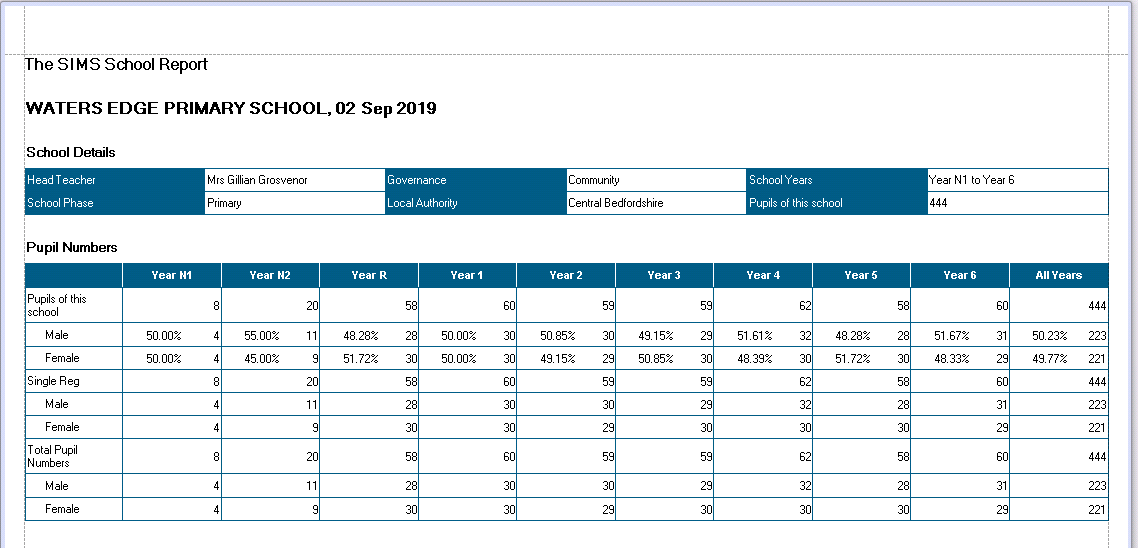 The SIMS School Report
WATERS EDGE PRIMARY SCHOOL, 02 Sep 2019
School Details
Head Teacher Mrs Gillian Grosvenor Governance Community School Years Year N1 to Year 6
School Phase Primary Local Authority Central Bedfordshire Pupils of this school 444
Pupil Numbers
Year N1 Year N2 Year R Year 1 Year 2 Year 3 Year 4 Year 5 Year 6 All Years
Pupils of this
school 8 20 58 60 59 59 62 58 60 444
Male 50.00% 4 55.00% 11 48.28% 28 50.00% 30 50.85% 30 49.15% 29 51.61% 32 48.28% 28 51.67% 31 50.23% 223
Female 50.00% 4 45.00% 9 51.72% 30 50.00% 30 49.15% 29 50.85% 30 48.39% 30 51.72% 30 48.33% 29 49.77% 221
Single Reg 8 20 58 60 59 59 62 58 60 444
Male 4 11 28 30 30 29 32 28 31 223
Female 4 9 30 30 29 30 30 30 29 221
Total Pupil
Numbers 8 20 58 60 59 59 62 58 60 444
Male 4 11 28 30 30 29 32 28 31 223
Female 4 9 30 30 29 30 30 30 29 221